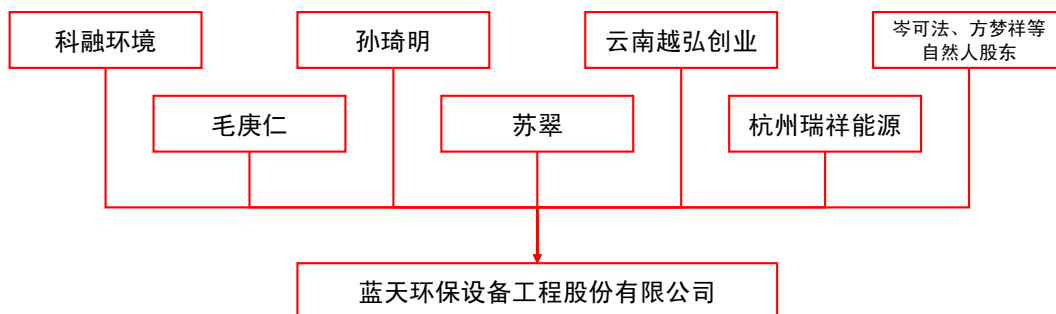 科融环境
孙琦明
云南越弘创业
岑可法、方梦祥等
自然人股东
毛庚仁
苏翠
杭州瑞祥能源
蓝天环保设备工程股份有限公司